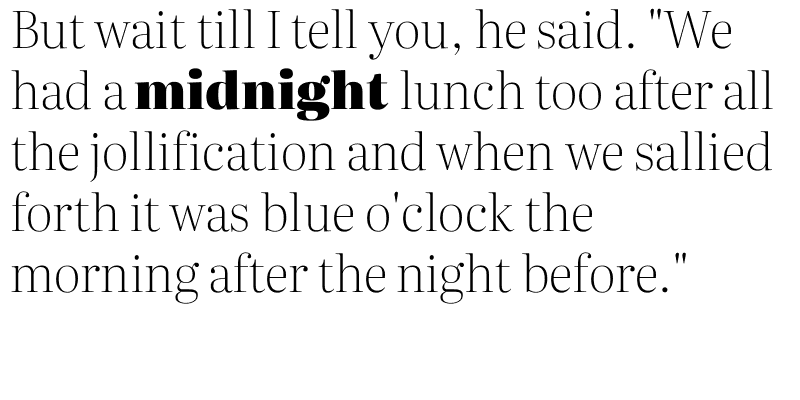 But wait till I tell you, he said. "We
had a midnight lunch too after all
the jollification and when we sallied
forth it was blue o'clock the
morning after the night before."